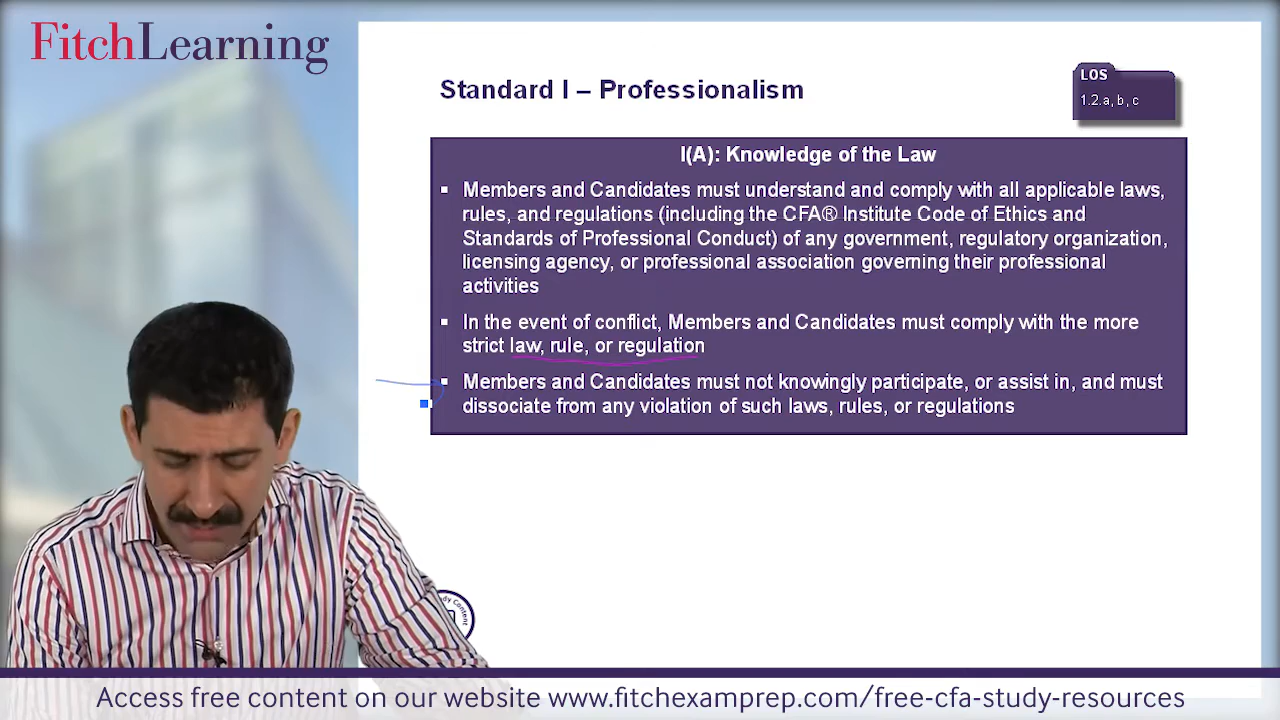 FitchLearning
Standard I – Professionalism
LOS
1.2.a, b, c
I(A): Knowledge of the Law
▪ Members and Candidates must understand and comply with all applicable laws,
rules, and regulations (including the CFA® Institute Code of Ethics and
Standards of Professional Conduct) of any government, regulatory organization,
licensing agency, or professional association governing their professional
activities
▪ In the event of conflict, Members and Candidates must comply with the more
strict law, rule, or regulation
▪ Members and Candidates must not knowingly participate, or assist in, and must
dissociate from any violation of such laws, rules, or regulations
Content
Access free content on our website www.fitchexamprep.com/free-cfa-study-resources